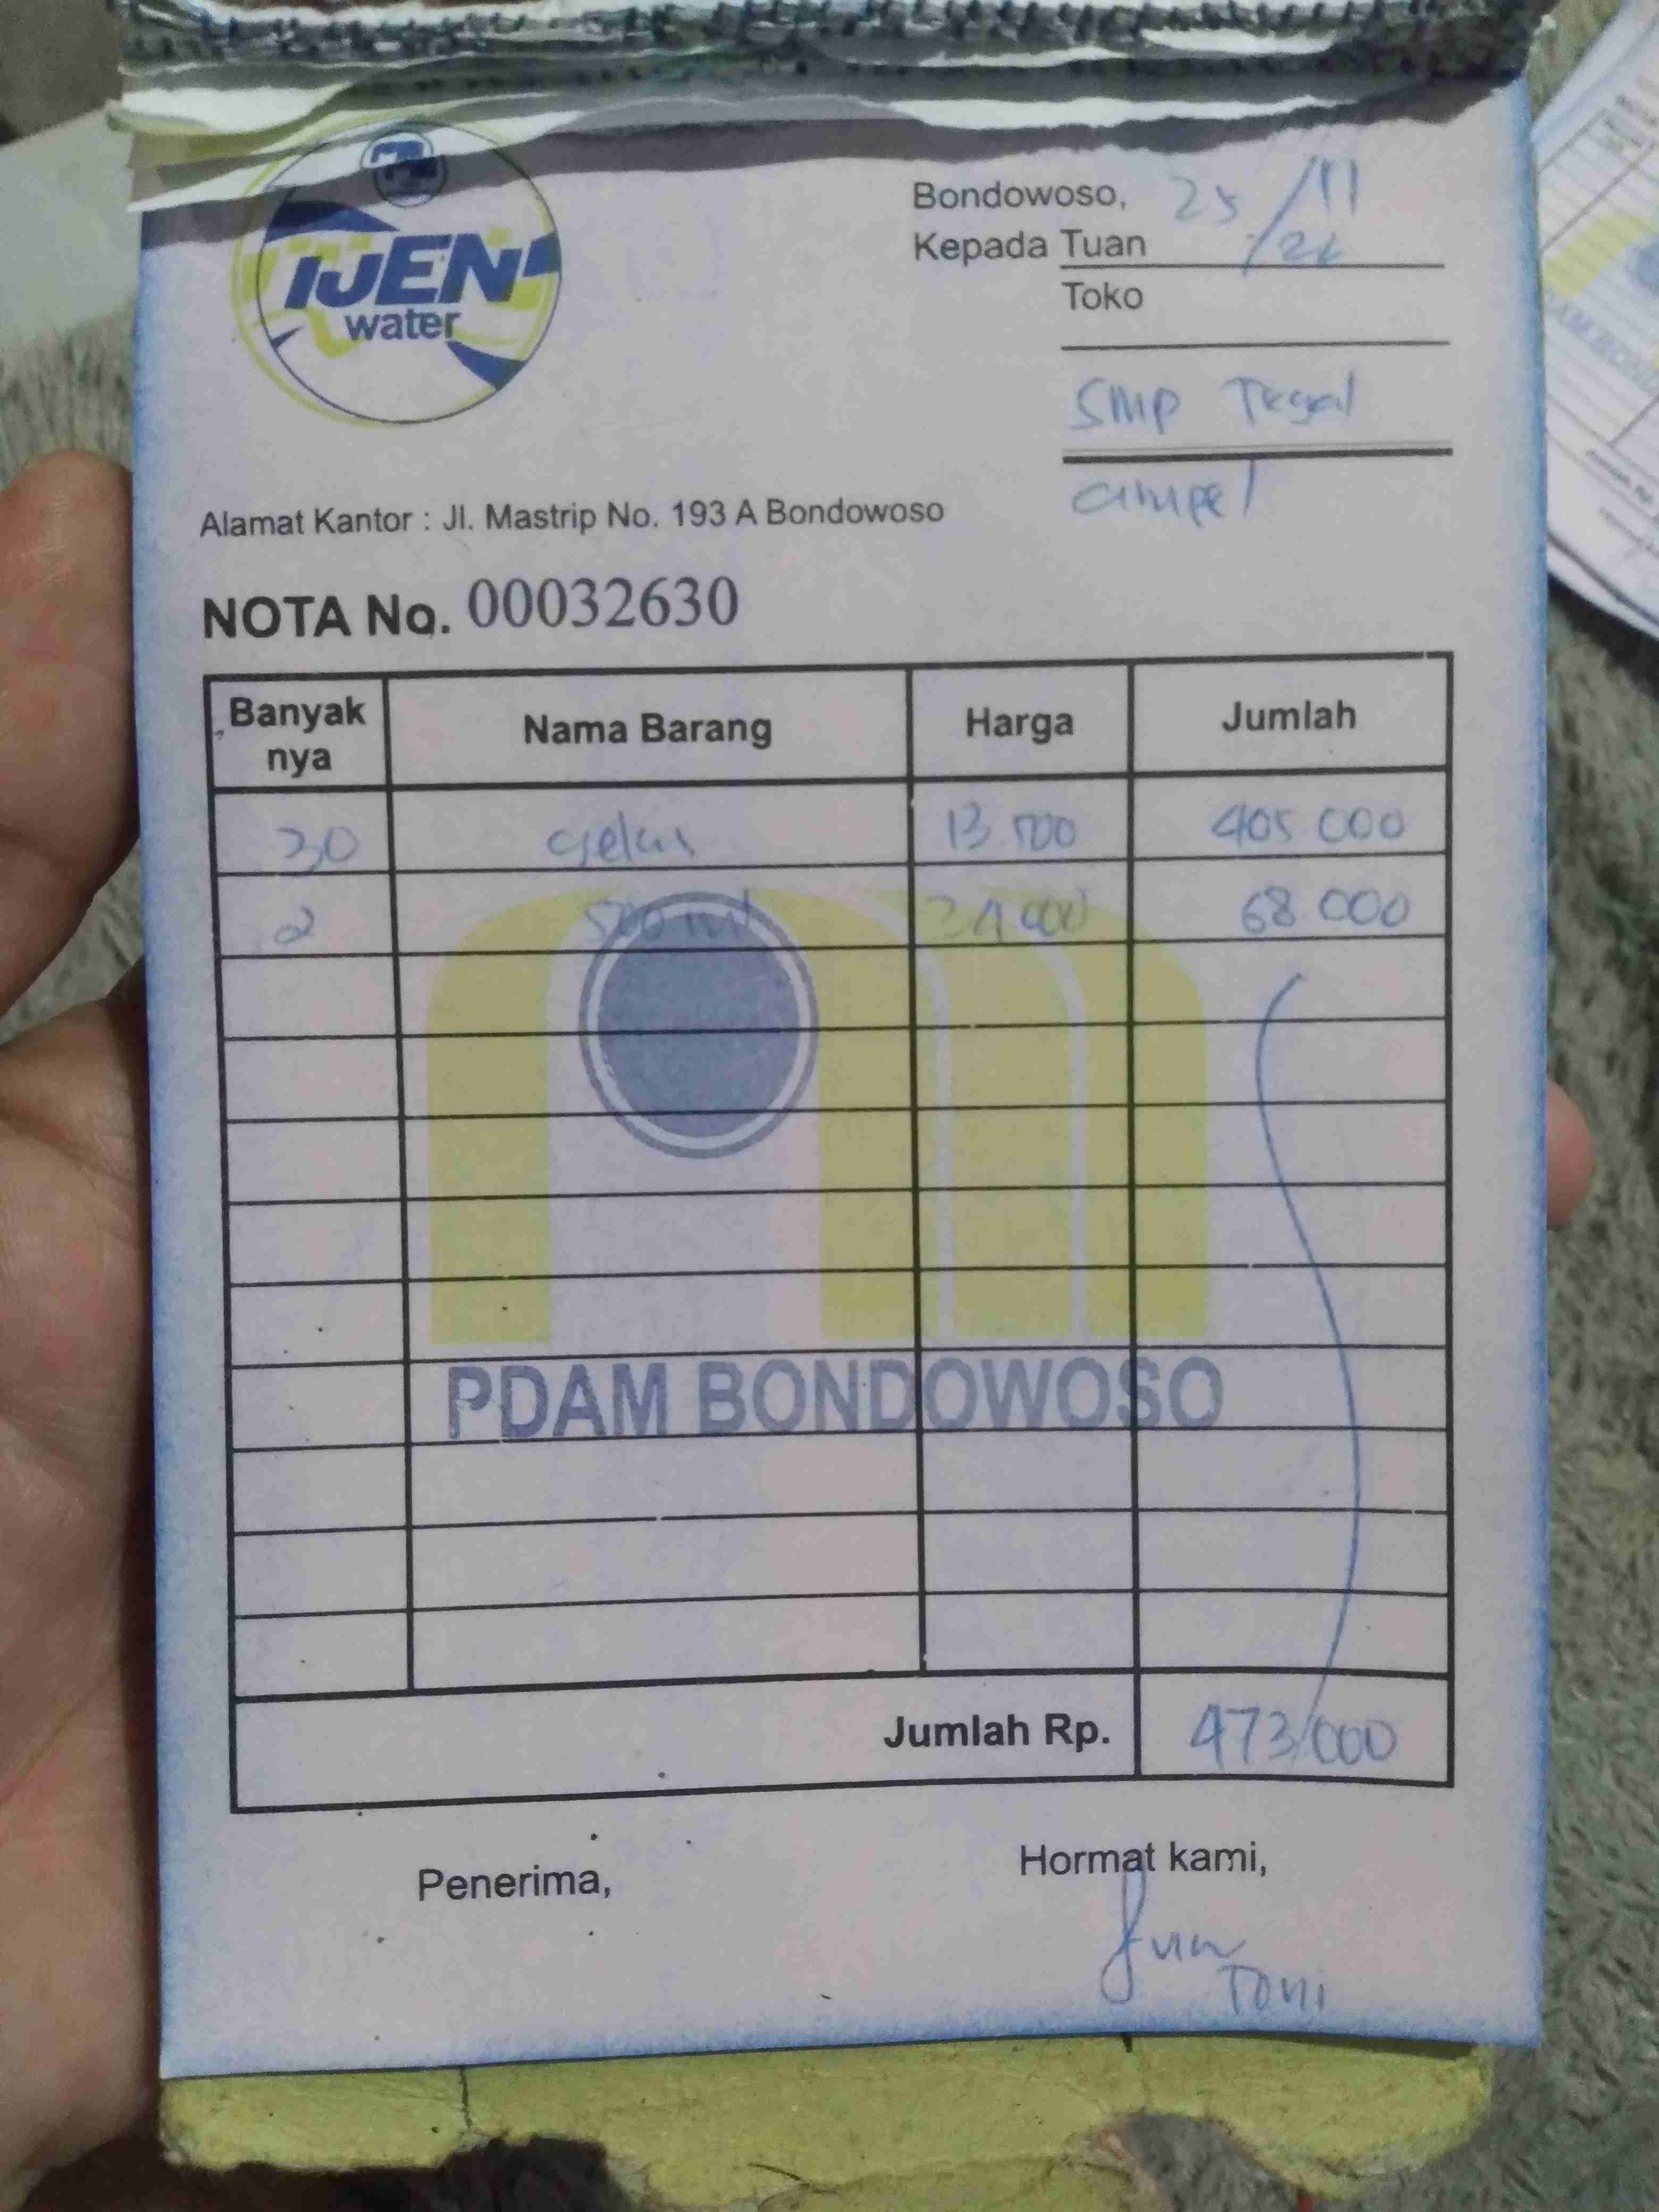 IJEN
water
Bondowoso, 25/11
Kepada Tuan
Toko
SMP Tegal
ampel
Alamat Kantor : Jl. Mastrip No. 193 A Bondowoso
NOTA No. 00032630
Banyak nya Nama Barang Harga Jumlah
30 gelas 13 500 405 000
2 500 ml 34 000 68 000
PDAM BONDOWOSO
Jumlah Rp. 473/000
Penerima, Hormat kami,
Toni